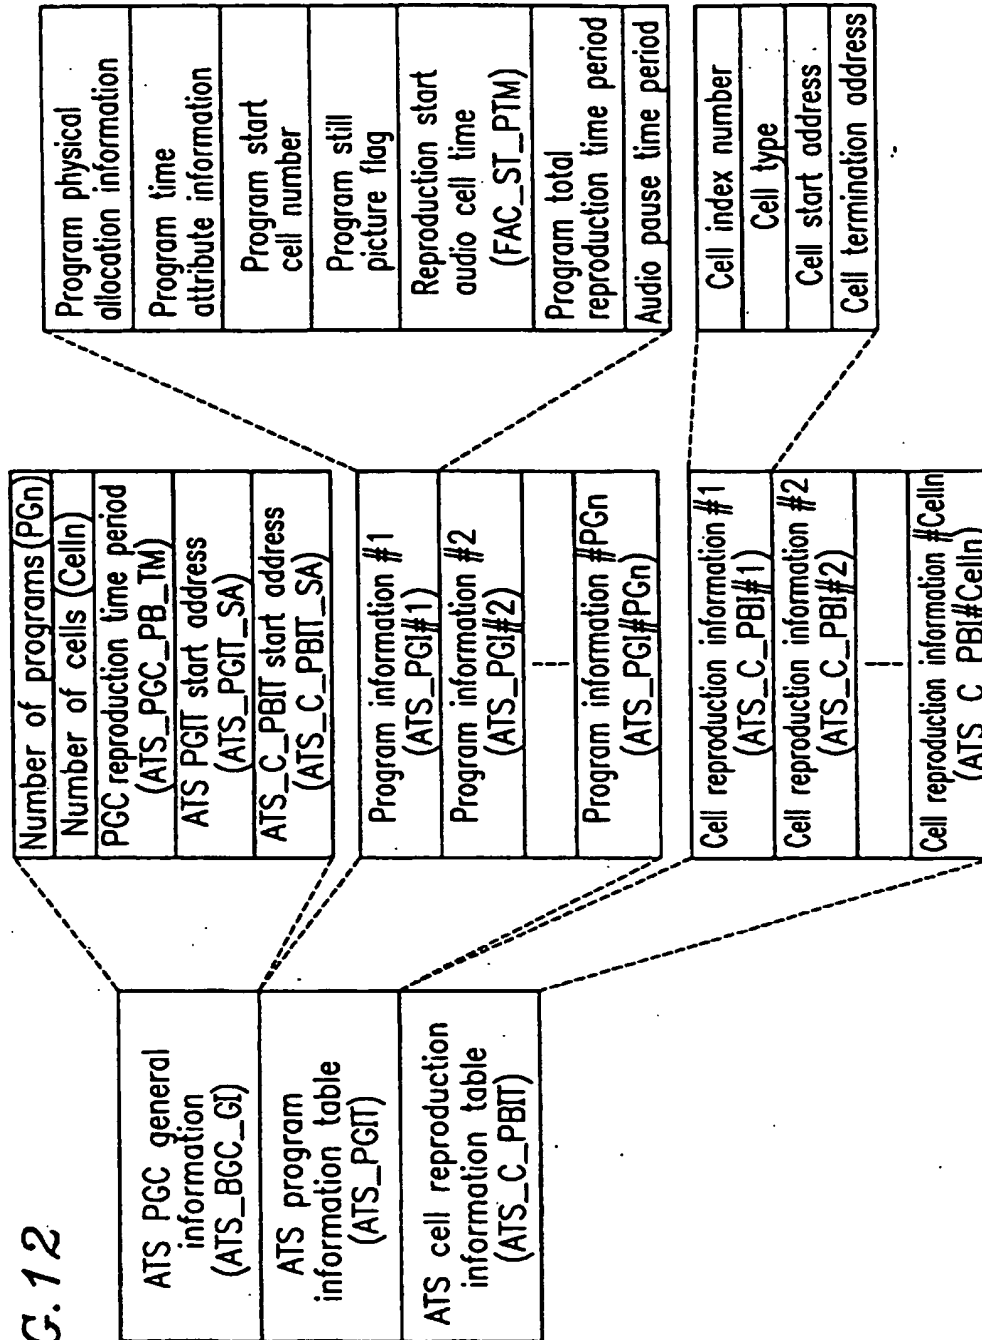 G.12
ATS PGC general
information
(ATS_BGC_GI)
ATS program
information table
(ATS_PGIT)
ATS cell reproduction
information table
(ATS_C_PBIT)
Number of programs (PGn)
Number of cells (Celln)
PGC reproduction time period
(ATS_PGC_PB_TM)
ATS PGIT start address
(ATS_PGIT_SA)
ATS_C_PBIT start address
(ATS_C_PBIT_SA)
Program information #1
(ATS_PGI#1)
Program information #2
(ATS_PGI#2)
Program information #PGn
(ATS_PGI#PGn)
Cell reproduction information #1
(ATS_C_PBI#1)
Cell reproduction information #2
(ATS_C_PBI#2)
Cell reproduction information #Celln
(ATS C PBI#Celln)
Program physical
allocation information
Program time
attribute information
Program start
cell number
Program still
picture flag
Reproduction start
audio cell time
(FAC_ST_PTM)
Program total
reproduction time period
Audio pause time period
Cell index number
Cell type
Cell start address
Cell termination address